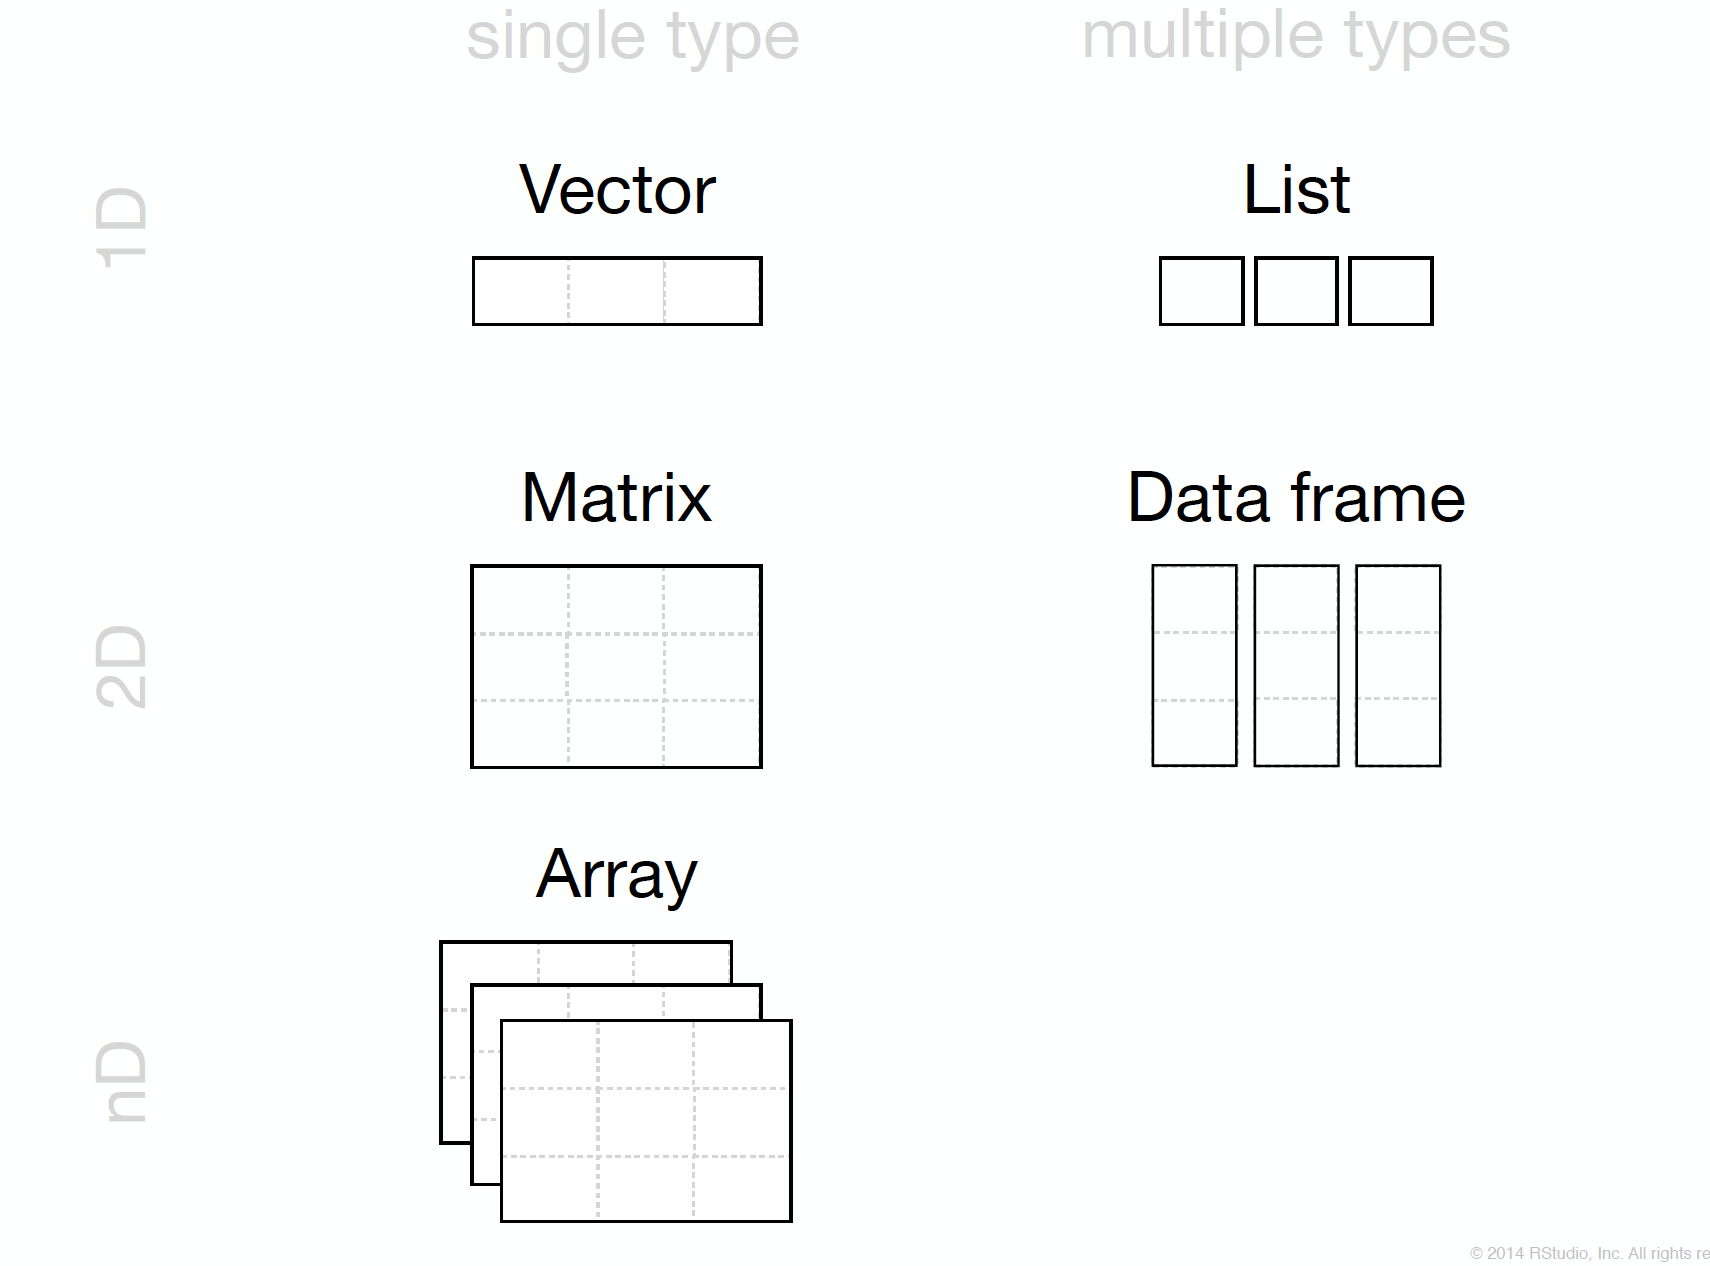 single type
multiple types
1D
Vector
List
2D
Matrix
Data frame
nD
Array
© 2014 RStudio, Inc. All rights re